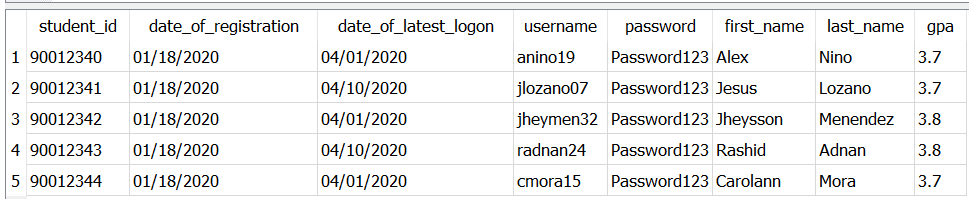 student_id date_of_registration date_of_latest_logon username password first_name last_name gpa
1 90012340 01/18/2020 04/01/2020 anino19 Password123 Alex Nino 3.7
2 90012341 01/18/2020 04/10/2020 jlozano07 Password123 Jesus Lozano 3.7
3 90012342 01/18/2020 04/01/2020 jheymen32 Password123 Jheysson Menendez 3.8
4 90012343 01/18/2020 04/10/2020 radnan24 Password123 Rashid Adnan 3.8
5 90012344 01/18/2020 04/01/2020 cmora15 Password123 Carolann Mora 3.7